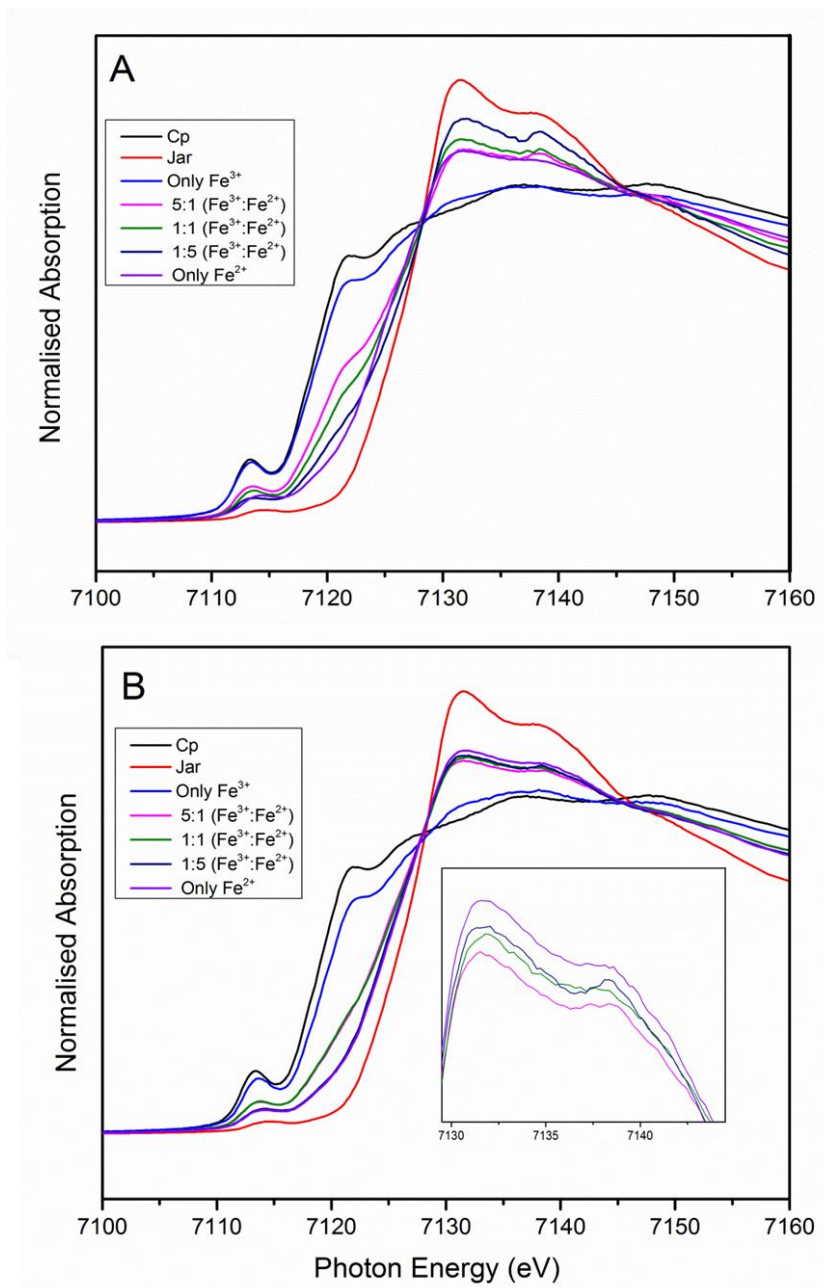 A
Cp
Jar
Only Fe³⁺
5:1 (Fe³⁺:Fe²⁺)
1:1 (Fe³⁺:Fe²⁺)
1:5 (Fe³⁺:Fe²⁺)
Only Fe²⁺
Normalised Absorption
7100 7110 7120 7130 7140 7150 7160
B
Cp
Jar
Only Fe³⁺
5:1 (Fe³⁺:Fe²⁺)
1:1 (Fe³⁺:Fe²⁺)
1:5 (Fe³⁺:Fe²⁺)
Only Fe²⁺
Normalised Absorption
7130 7135 7140
7100 7110 7120 7130 7140 7150 7160
Photon Energy (eV)